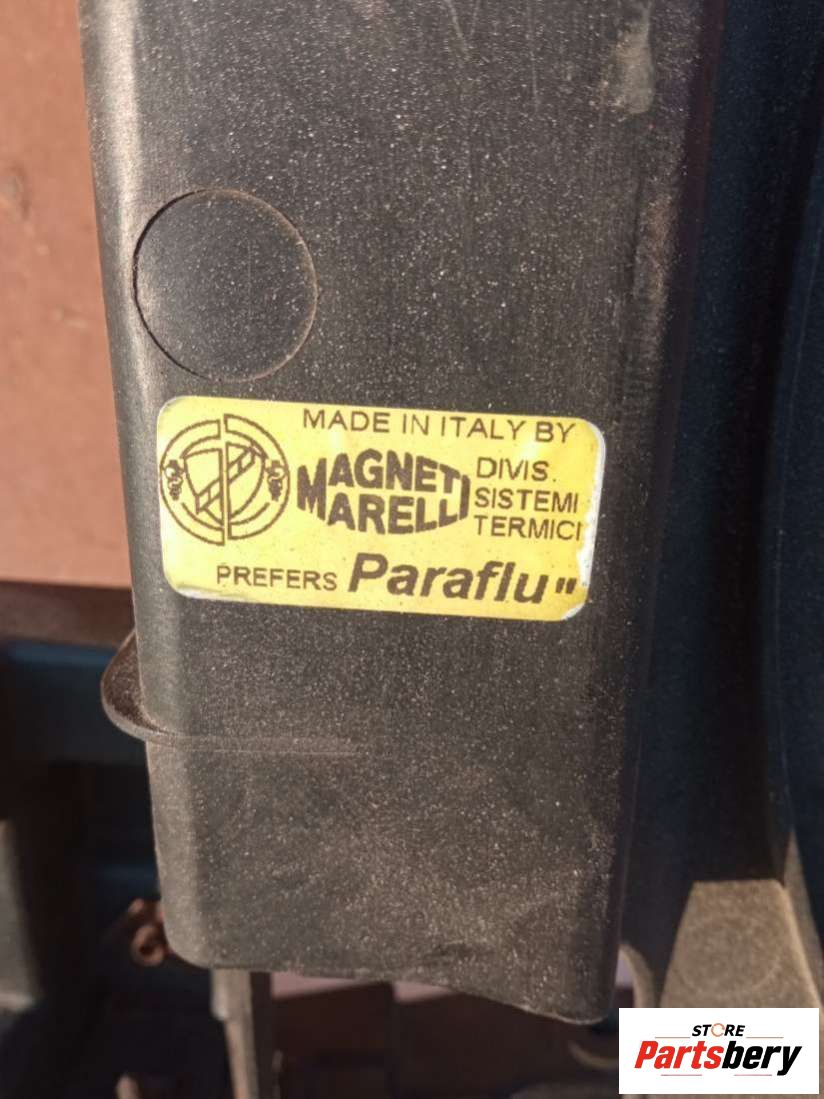 MADE IN ITALY BY
MAGNETI
MARELLI
DIVIS.
SISTEMI
TERMICI
PREFERS Paraflu"
STORE
Partsbery